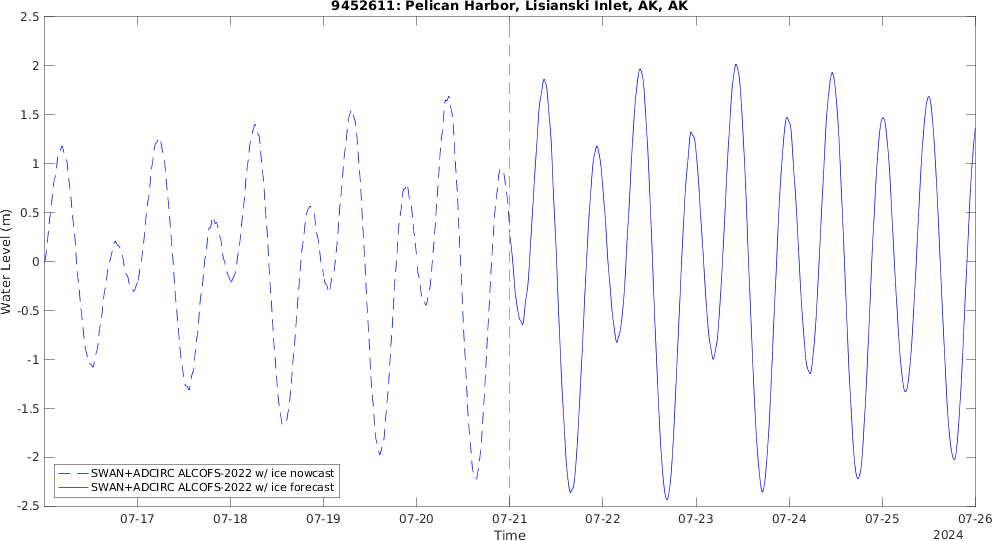 9452611: Pelican Harbor, Lisianski Inlet, AK, AK
2.5
2
1.5
1
0.5
0
-0.5
-1
-1.5
-2
-2.5
Water Level (m)
SWAN+ADCIRC ALCOFS-2022 w/ ice nowcast
SWAN+ADCIRC ALCOFS-2022 w/ ice forecast
07-17 07-18 07-19 07-20 07-21 07-22 07-23 07-24 07-25 07-26
Time
2024